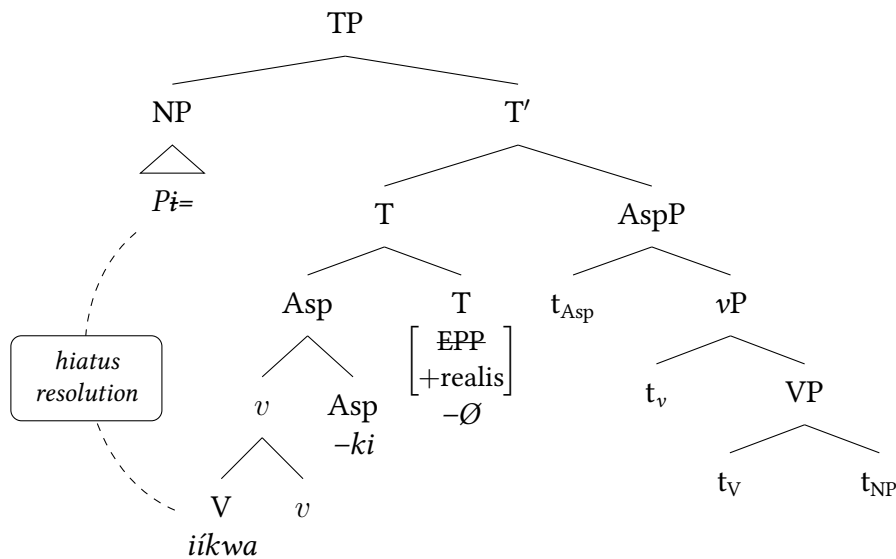 TP
NP T′
Pɨ=
T AspP
Asp T t_Asp vP
EPP
+realis
–Ø
hiatus
resolution
v Asp
–ki
t_v VP
V v
iíkwa
t_V t_NP